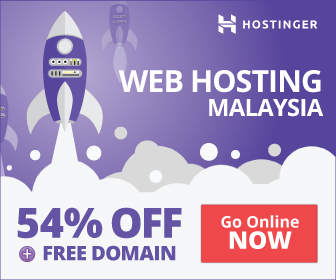 HOSTINGER
WEB HOSTING
MALAYSIA
54% OFF
+ FREE DOMAIN
Go Online
NOW